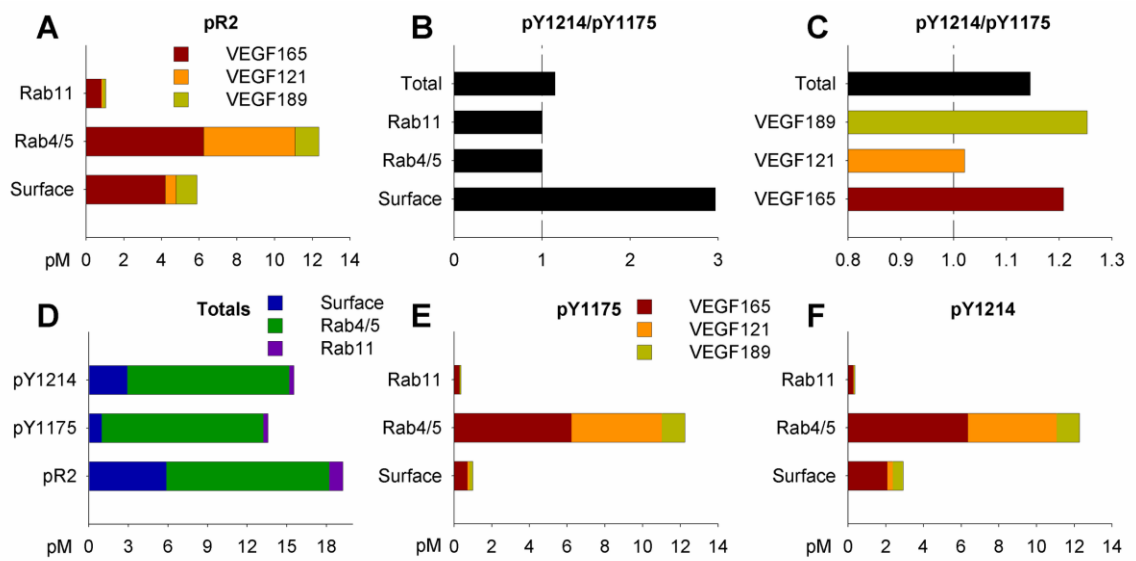 A
pR2
VEGF165
VEGF121
VEGF189
Rab11
Rab4/5
Surface
pM
0 2 4 6 8 10 12 14
B
pY1214/pY1175
Total
Rab11
Rab4/5
Surface
0 1 2 3
C
pY1214/pY1175
Total
VEGF189
VEGF121
VEGF165
0.8 0.9 1.0 1.1 1.2 1.3
D
Totals
Surface
Rab4/5
Rab11
pY1214
pY1175
pR2
pM
0 3 6 9 12 15 18
E
pY1175
VEGF165
VEGF121
VEGF189
Rab11
Rab4/5
Surface
pM
0 2 4 6 8 10 12 14
F
pY1214
Rab11
Rab4/5
Surface
pM
0 2 4 6 8 10 12 14